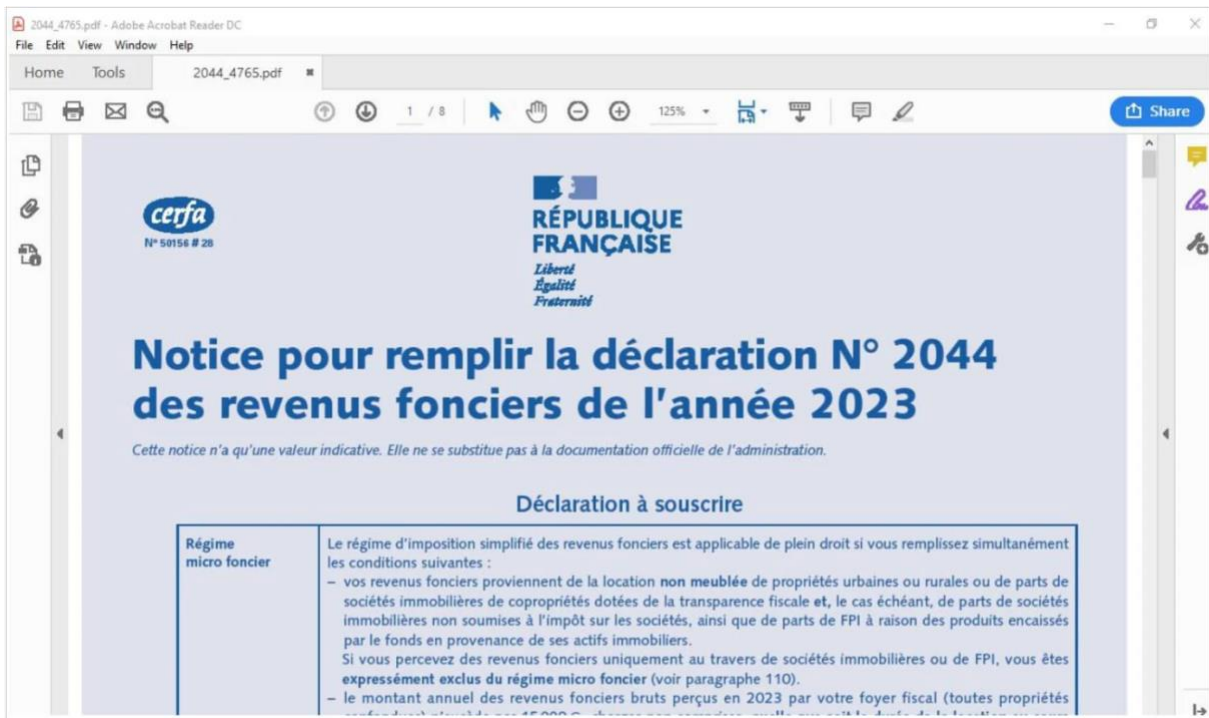 2044_4765.pdf - Adobe Acrobat Reader DC
File Edit View Window Help
Home Tools 2044_4765.pdf
1 / 8 125% Share
cerfa
N° 50156 # 28
RÉPUBLIQUE
FRANÇAISE
Liberté
Égalité
Fraternité
Notice pour remplir la déclaration N° 2044
des revenus fonciers de l'année 2023
Cette notice n'a qu'une valeur indicative. Elle ne se substitue pas à la documentation officielle de l'administration.
Déclaration à souscrire
Régime
micro foncier
Le régime d'imposition simplifié des revenus fonciers est applicable de plein droit si vous remplissez simultanément
les conditions suivantes :
– vos revenus fonciers proviennent de la location non meublée de propriétés urbaines ou rurales ou de parts de
sociétés immobilières de copropriétés dotées de la transparence fiscale et, le cas échéant, de parts de sociétés
immobilières non soumises à l'impôt sur les sociétés, ainsi que de parts de FPI à raison des produits encaissés
par le fonds en provenance de ses actifs immobiliers.
Si vous percevez des revenus fonciers uniquement au travers de sociétés immobilières ou de FPI, vous êtes
expressément exclus du régime micro foncier (voir paragraphe 110).
– le montant annuel des revenus fonciers bruts perçus en 2023 par votre foyer fiscal (toutes propriétés